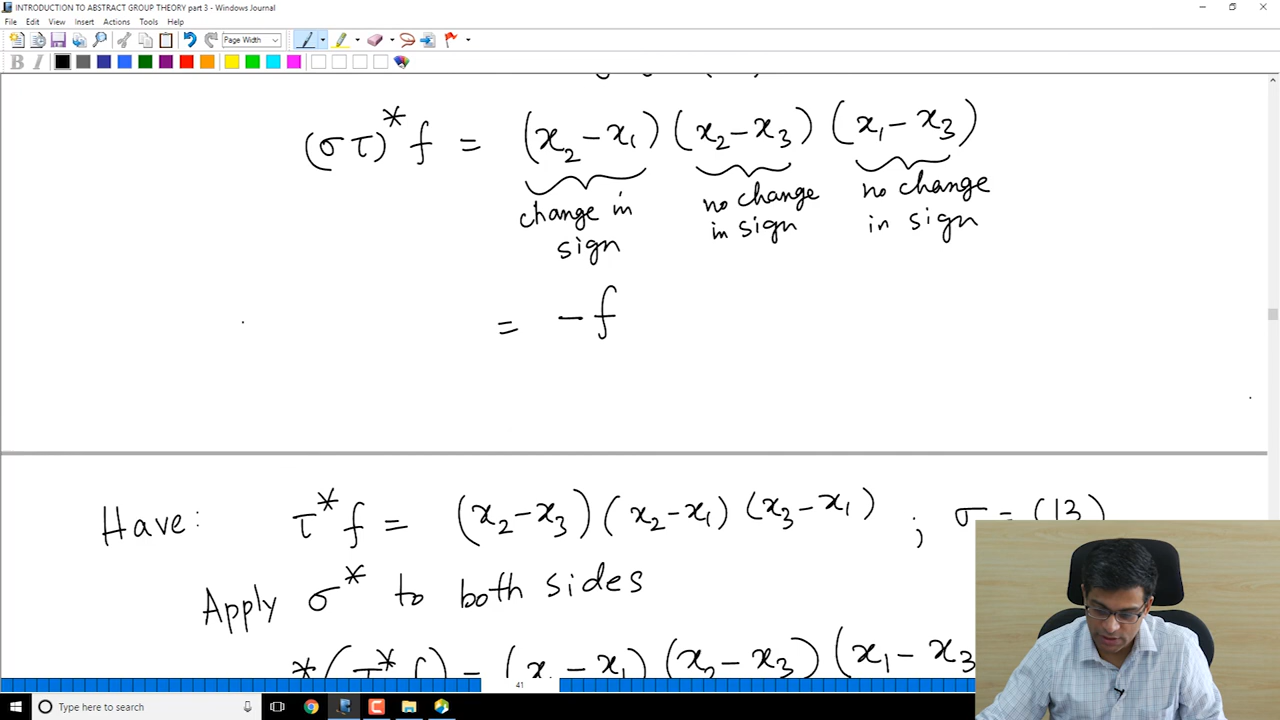 INTRODUCTION TO ABSTRACT GROUP THEORY part 3 - Windows Journal
File Edit View Insert Actions Tools Help
Page Width
B I
(στ)* f = (x₂ - x₁) (x₂ - x₃) (x₁ - x₃)
change in sign no change in sign no change in sign
= - f
Have: τ* f = (x₂ - x₃) (x₂ - x₁) (x₃ - x₁) ; σ = (13)
Apply σ* to both sides
41
Type here to search